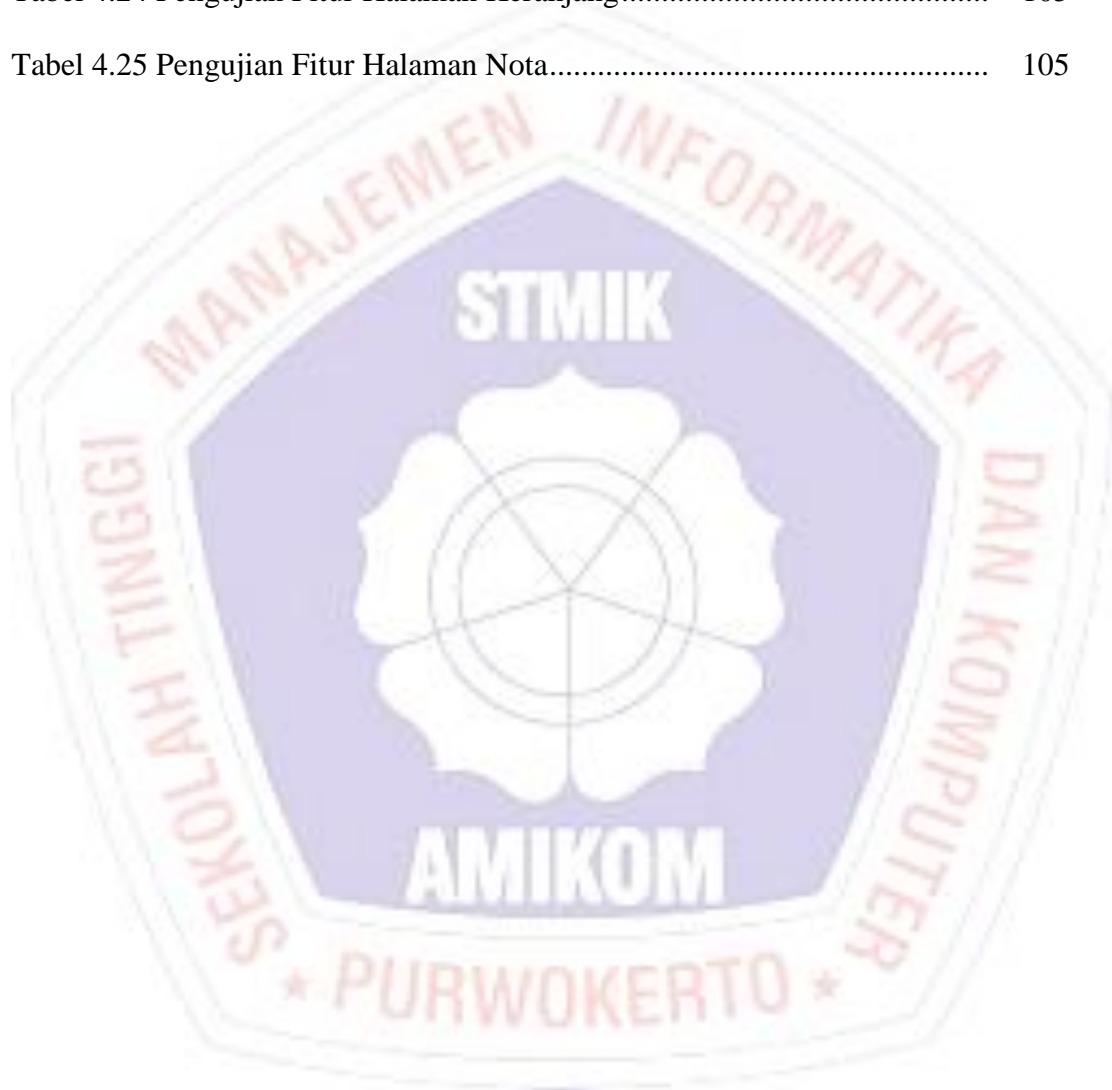 Tabel 4.25 Pengujian Fitur Halaman Nota...................................................... 105
SEKOLAH TINGGI MANAJEMEN INFORMATIKA DAN KOMPUTER
STMIK
AMIKOM
* PURWOKERTO *